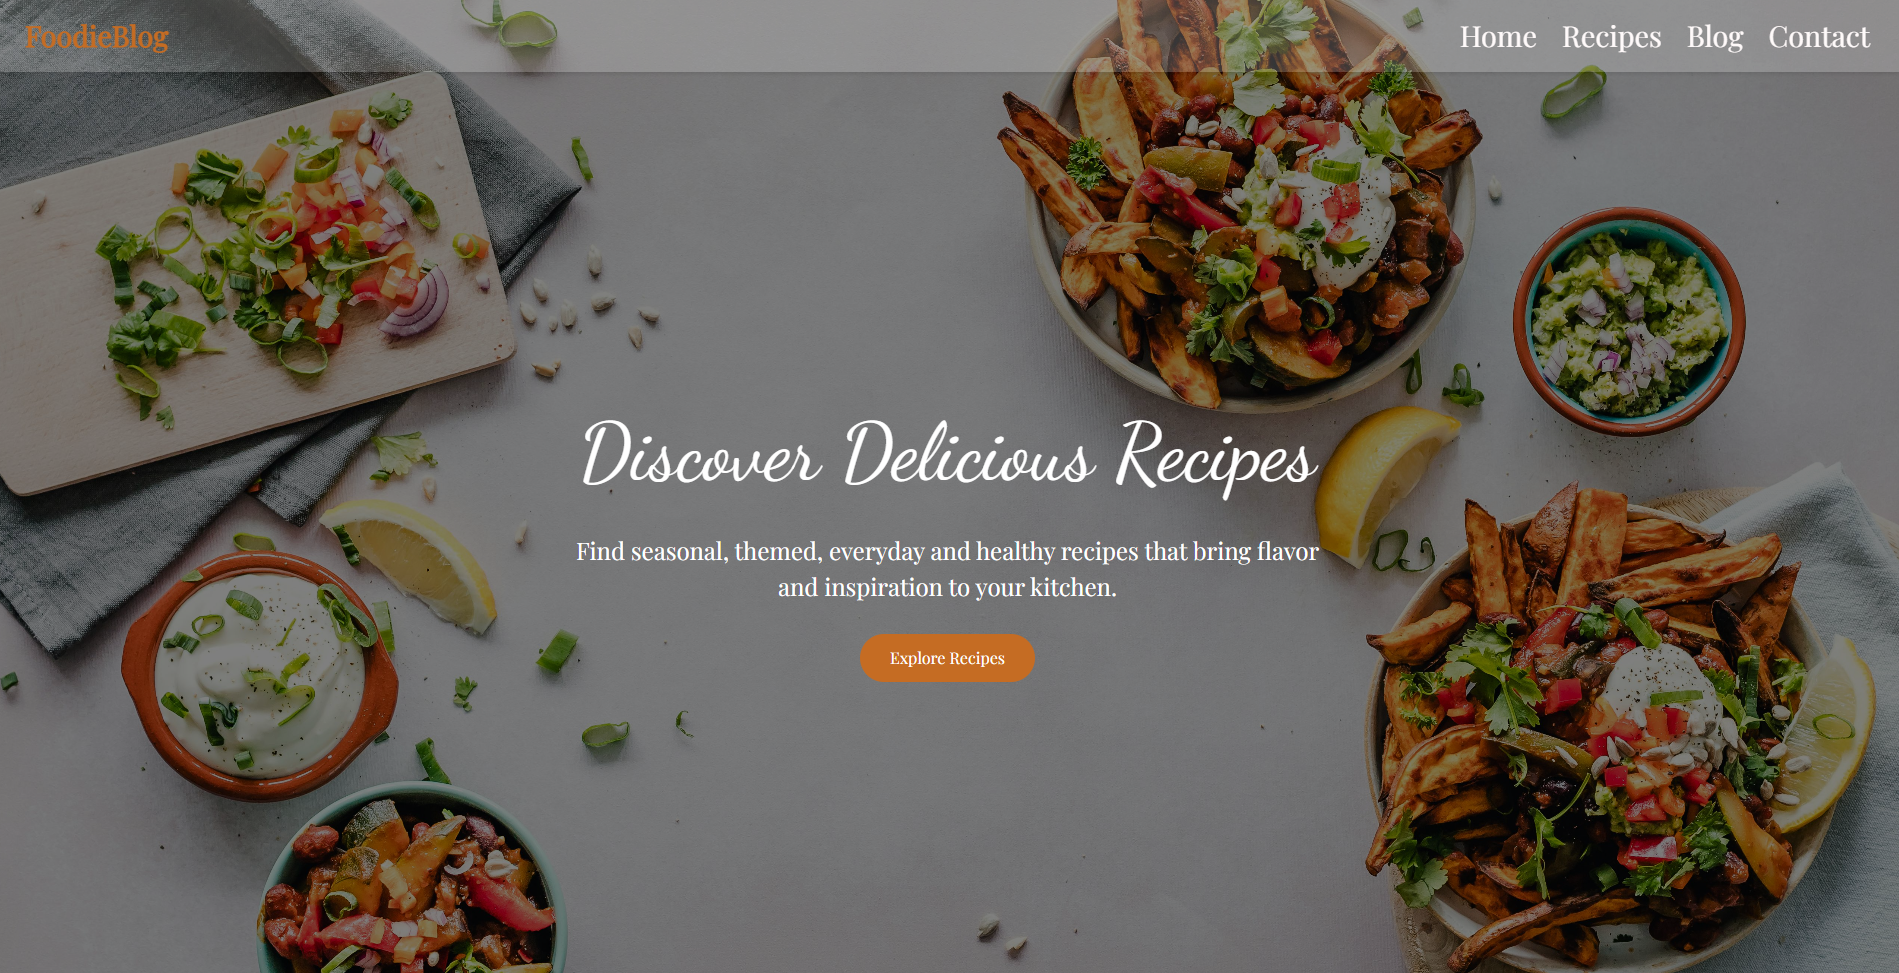 FoodieBlog
Home Recipes Blog Contact
Discover Delicious Recipes
Find seasonal, themed, everyday and healthy recipes that bring flavor
and inspiration to your kitchen.
Explore Recipes